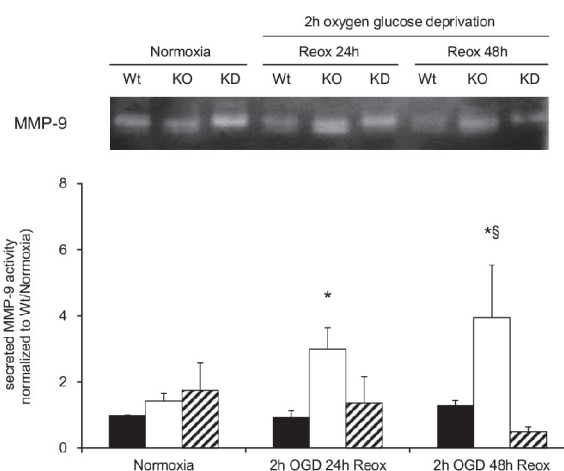 2h oxygen glucose deprivation
Normoxia Reox 24h Reox 48h
Wt KO KD Wt KO KD Wt KO KD
MMP-9
secreted MMP-9 activity
normalized to Wt/Normoxia)
8
6
4
2
0
*
*§
Normoxia 2h OGD 24h Reox 2h OGD 48h Reox